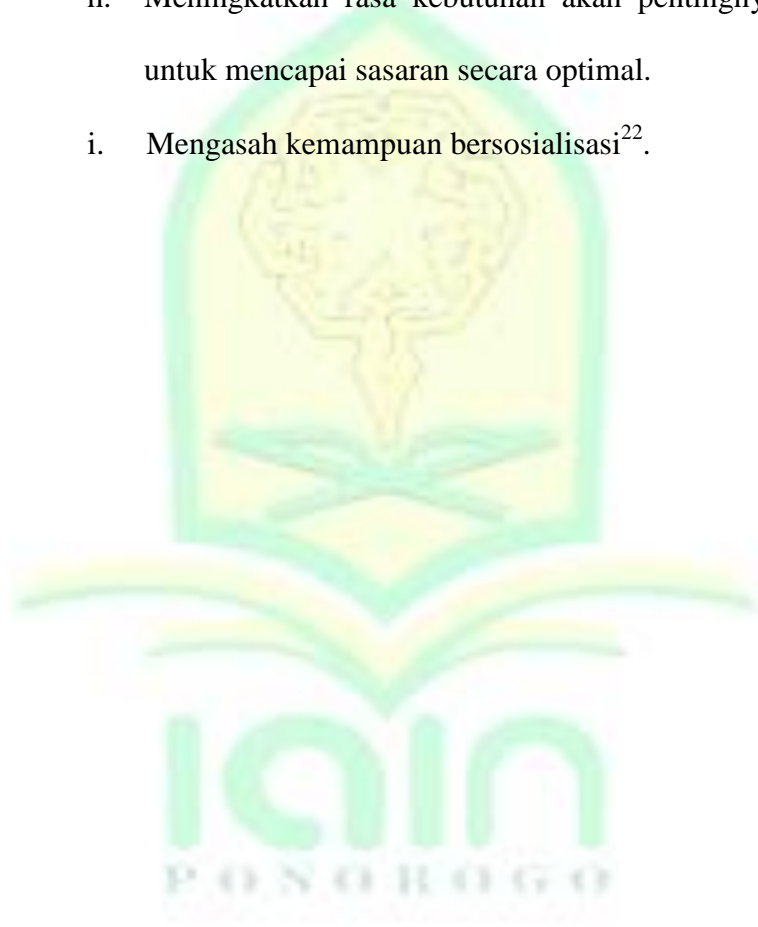 Meningkatkan rasa kebutuhan akan
untuk mencapai sasaran secara optimal.
i. Mengasah kemampuan bersosialisasi22.
iain
PONOROGO